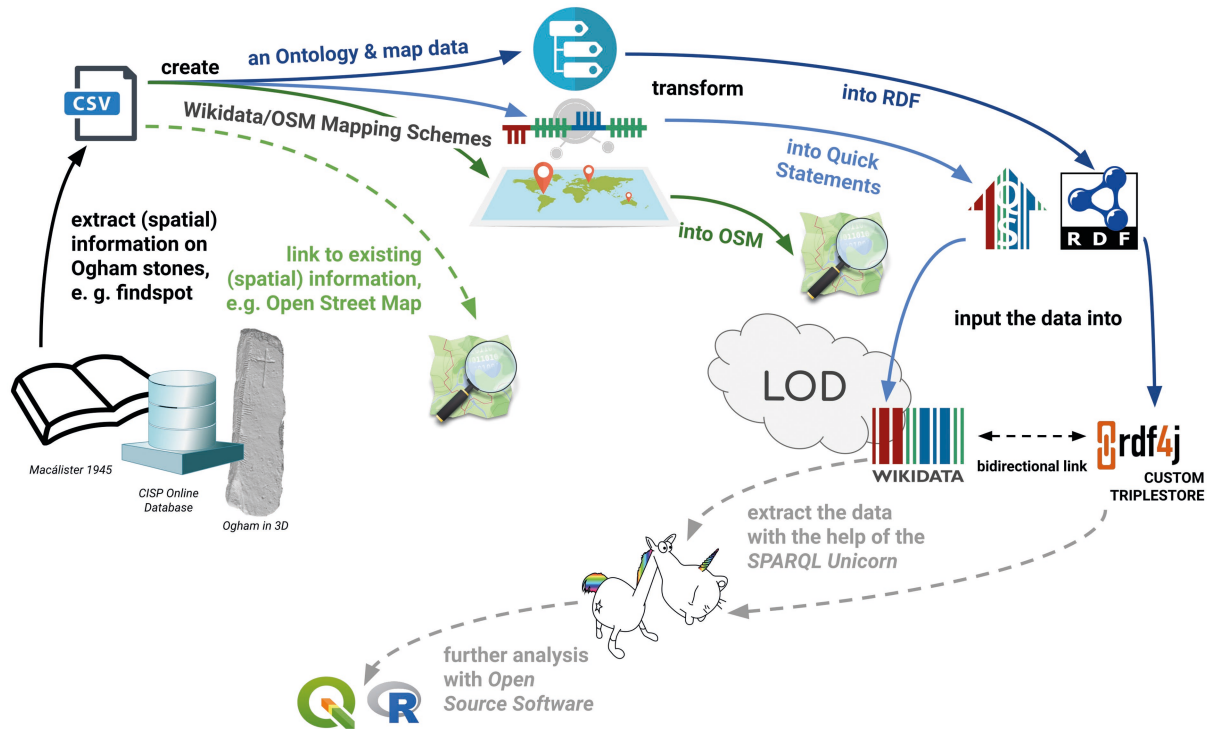 an Ontology & map data
create
CSV
Wikidata/OSM Mapping Schemes
transform
into RDF
into Quick
Statements
into OSM
QS
RDF
extract (spatial)
information on
Ogham stones,
e. g. findspot
link to existing
(spatial) information,
e.g. Open Street Map
input the data into
LOD
WIKIDATA
bidirectional link
rdf4j
CUSTOM
TRIPLESTORE
Macálister 1945
CISP Online
Database
Ogham in 3D
extract the data
with the help of the
SPARQL Unicorn
further analysis
with Open
Source Software
Q
R